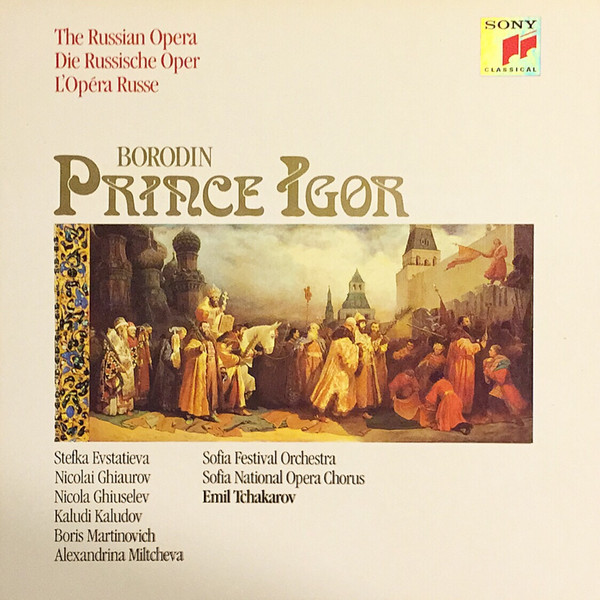 The Russian Opera
Die Russische Oper
L'Opéra Russe
SONY
CLASSICAL
BORODIN
PRINCE IGOR
Stefka Evstatieva
Nicolai Ghiaurov
Nicola Ghiuselev
Kaludi Kaludov
Boris Martinovich
Alexandrina Miltcheva
Sofia Festival Orchestra
Sofia National Opera Chorus
Emil Tchakarov